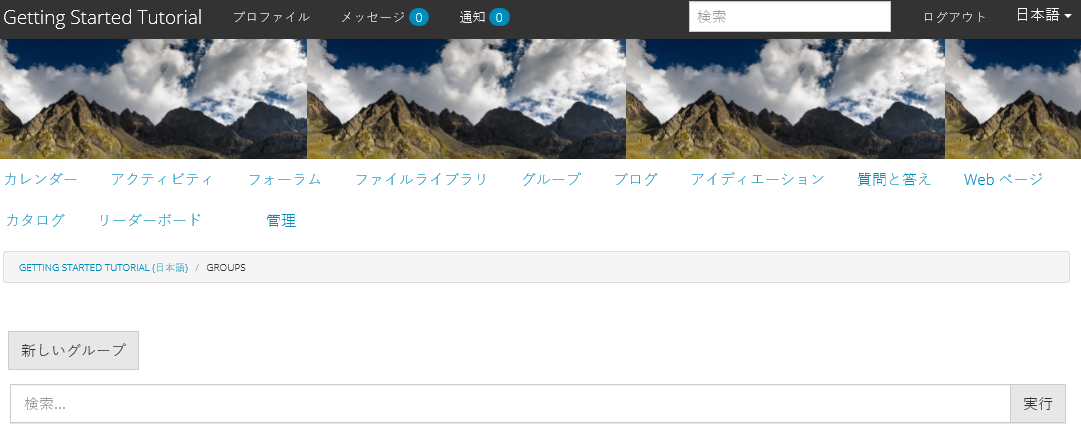 Getting Started Tutorial プロファイル メッセージ 0 通知 0 検索 ログアウト 日本語
カレンダー アクティビティ フォーラム ファイルライブラリ グループ ブログ アイディエーション 質問と答え Web ページ
カタログ リーダーボード 管理
GETTING STARTED TUTORIAL (日本語) / GROUPS
新しいグループ
検索... 実行